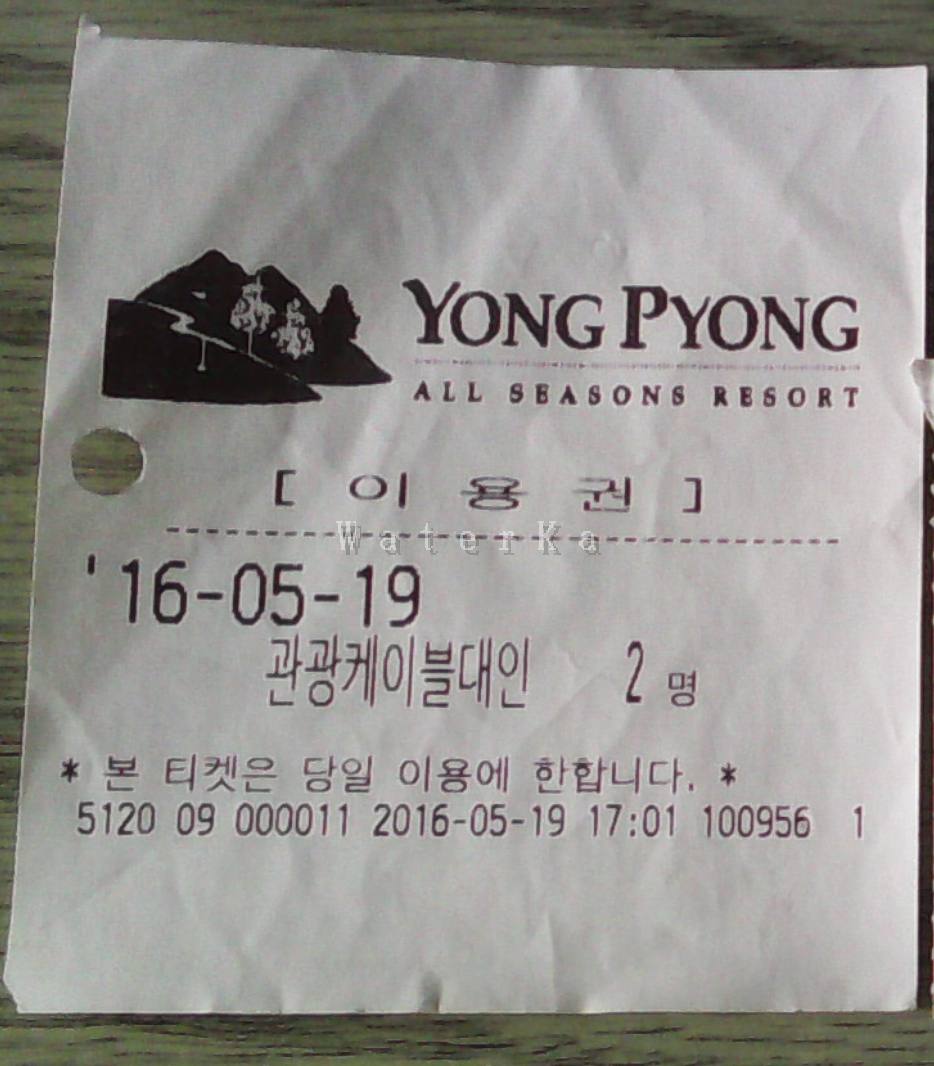 YONG PYONG
ALL SEASONS RESORT
[ 이 용 권 ]
WaterKa
'16-05-19
관광케이블대인 2 명
* 본 티켓은 당일 이용에 한합니다. *
5120 09 000011 2016-05-19 17:01 100956 1